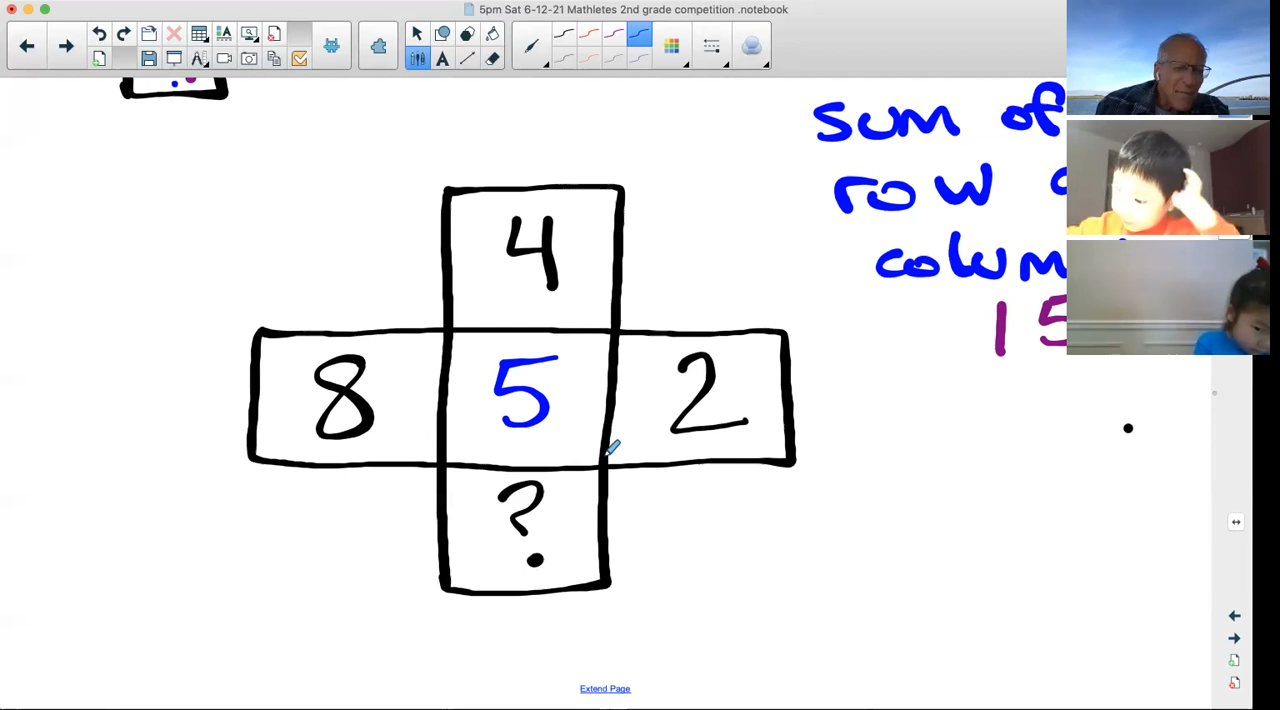 5pm Sat 6-12-21 Mathletes 2nd grade competition .notebook
sum of
row
column
15
4
8 5 2
?
Extend Page